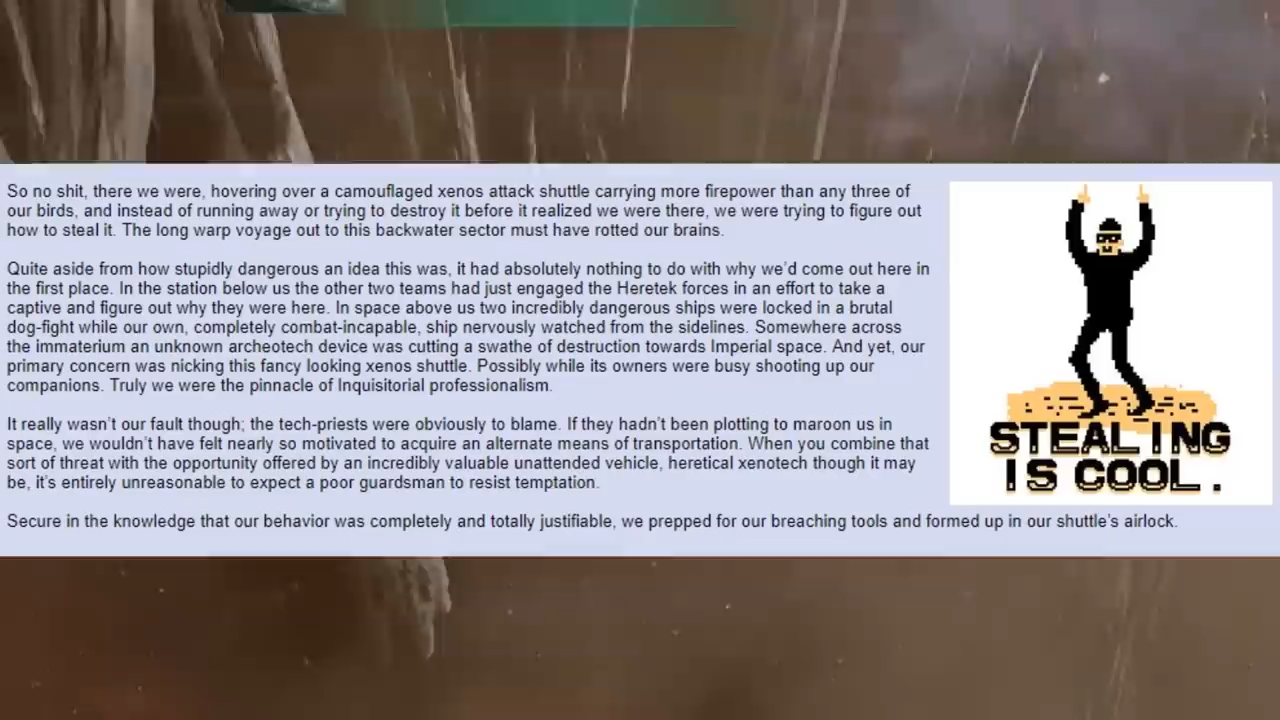 So no shit, there we were, hovering over a camouflaged xenos attack shuttle carrying more firepower than any three of
our birds, and instead of running away or trying to destroy it before it realized we were there, we were trying to figure out
how to steal it. The long warp voyage out to this backwater sector must have rotted our brains.
Quite aside from how stupidly dangerous an idea this was, it had absolutely nothing to do with why we'd come out here in
the first place. In the station below us the other two teams had just engaged the Heretek forces in an effort to take a
captive and figure out why they were here. In space above us two incredibly dangerous ships were locked in a brutal
dog-fight while our own, completely combat-incapable, ship nervously watched from the sidelines. Somewhere across
the immaterium an unknown archeotech device was cutting a swathe of destruction towards Imperial space. And yet, our
primary concern was nicking this fancy looking xenos shuttle. Possibly while its owners were busy shooting up our
companions. Truly we were the pinnacle of Inquisitorial professionalism.
It really wasn't our fault though; the tech-priests were obviously to blame. If they hadn't been plotting to maroon us in
space, we wouldn't have felt nearly so motivated to acquire an alternate means of transportation. When you combine that
sort of threat with the opportunity offered by an incredibly valuable unattended vehicle, heretical xenotech though it may
be, it's entirely unreasonable to expect a poor guardsman to resist temptation.
Secure in the knowledge that our behavior was completely and totally justifiable, we prepped for our breaching tools and formed up in our shuttle's airlock.
STEALING
IS COOL.